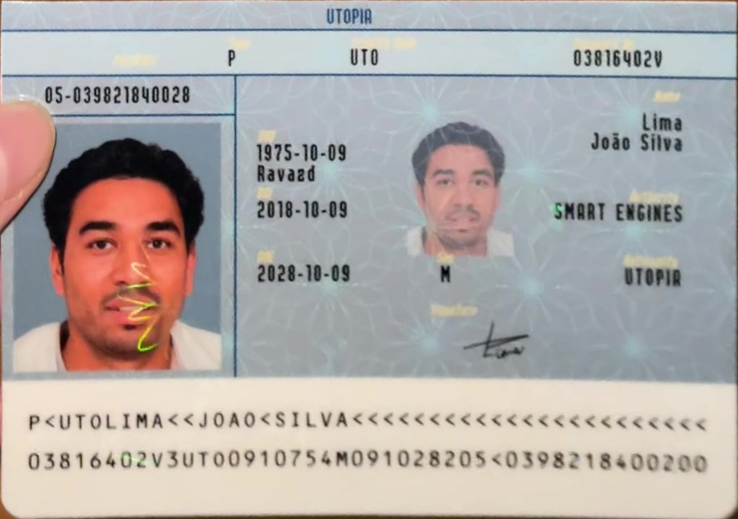 UTOPIA
P UTO 03816402V
05-039821840028
Lima
João Silva
1975-10-09
Ravazd
2018-10-09
SMART ENGINES
2028-10-09
M
UTOPIA
P<UTOLIMA<<JOAO<SILVA<<<<<<<<<<<<<<<<<<<<<<<
03816402V3UTO0910754M091028205<0398218400200